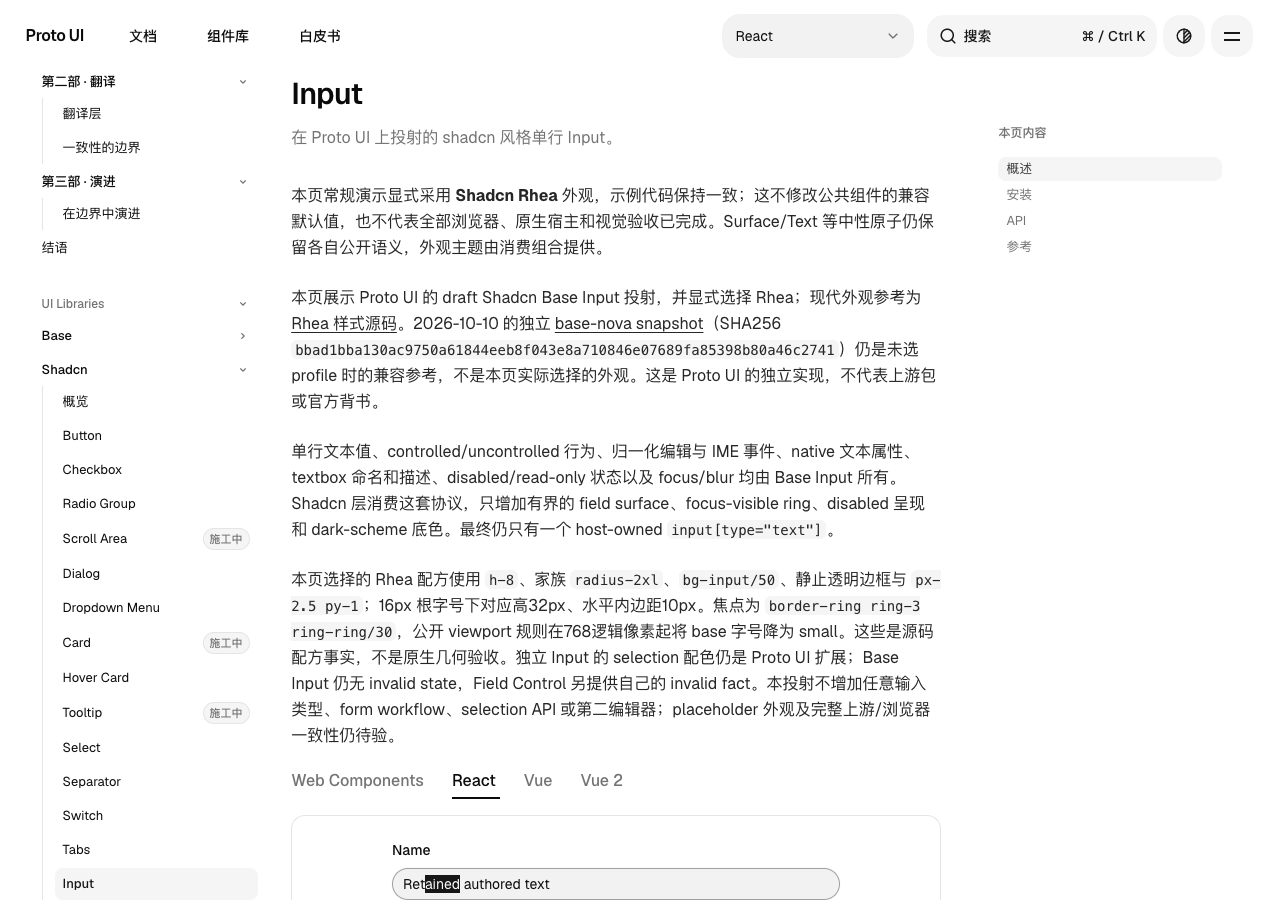 Proto UI
文档
组件库
白皮书
React
搜索
⌘ / Ctrl K
第二部 · 翻译
翻译层
一致性的边界
第三部 · 演进
在边界中演进
结语
UI Libraries
Base
Shadcn
概览
Button
Checkbox
Radio Group
Scroll Area 施工中
Dialog
Dropdown Menu
Card 施工中
Hover Card
Tooltip 施工中
Select
Separator
Switch
Tabs
Input
Input
在 Proto UI 上投射的 shadcn 风格单行 Input。
本页常规演示显式采用 Shadcn Rhea 外观，示例代码保持一致；这不修改公共组件的兼容
默认值，也不代表全部浏览器、原生宿主和视觉验收已完成。Surface/Text 等中性原子仍保
留各自公开语义，外观主题由消费组合提供。
本页展示 Proto UI 的 draft Shadcn Base Input 投射，并显式选择 Rhea；现代外观参考为
Rhea 样式源码。2026-10-10 的独立 base-nova snapshot（SHA256
bbad1bba130ac9750a61844eeb8f043e8a710846e07689fa85398b80a46c2741）仍是未选
profile 时的兼容参考，不是本页实际选择的外观。这是 Proto UI 的独立实现，不代表上游包
或官方背书。
单行文本值、controlled/uncontrolled 行为、归一化编辑与 IME 事件、native 文本属性、
textbox 命名和描述、disabled/read-only 状态以及 focus/blur 均由 Base Input 所有。
Shadcn 层消费这套协议，只增加有界的 field surface、focus-visible ring、disabled 呈现
和 dark-scheme 底色。最终仍只有一个 host-owned input[type="text"]。
本页选择的 Rhea 配方使用 h-8、家族 radius-2xl、bg-input/50、静止透明边框与 px-
2.5 py-1；16px 根字号下对应高32px、水平内边距10px。焦点为 border-ring ring-3
ring-ring/30，公开 viewport 规则在768逻辑像素起将 base 字号降为 small。这些是源码
配方事实，不是原生几何验收。独立 Input 的 selection 配色仍是 Proto UI 扩展；Base
Input 仍无 invalid state，Field Control 另提供自己的 invalid fact。本投射不增加任意输入
类型、form workflow、selection API 或第二编辑器；placeholder 外观及完整上游/浏览器
一致性仍待验。
Web Components React Vue Vue 2
Name
Retained authored text
本页内容
概述
安装
API
参考